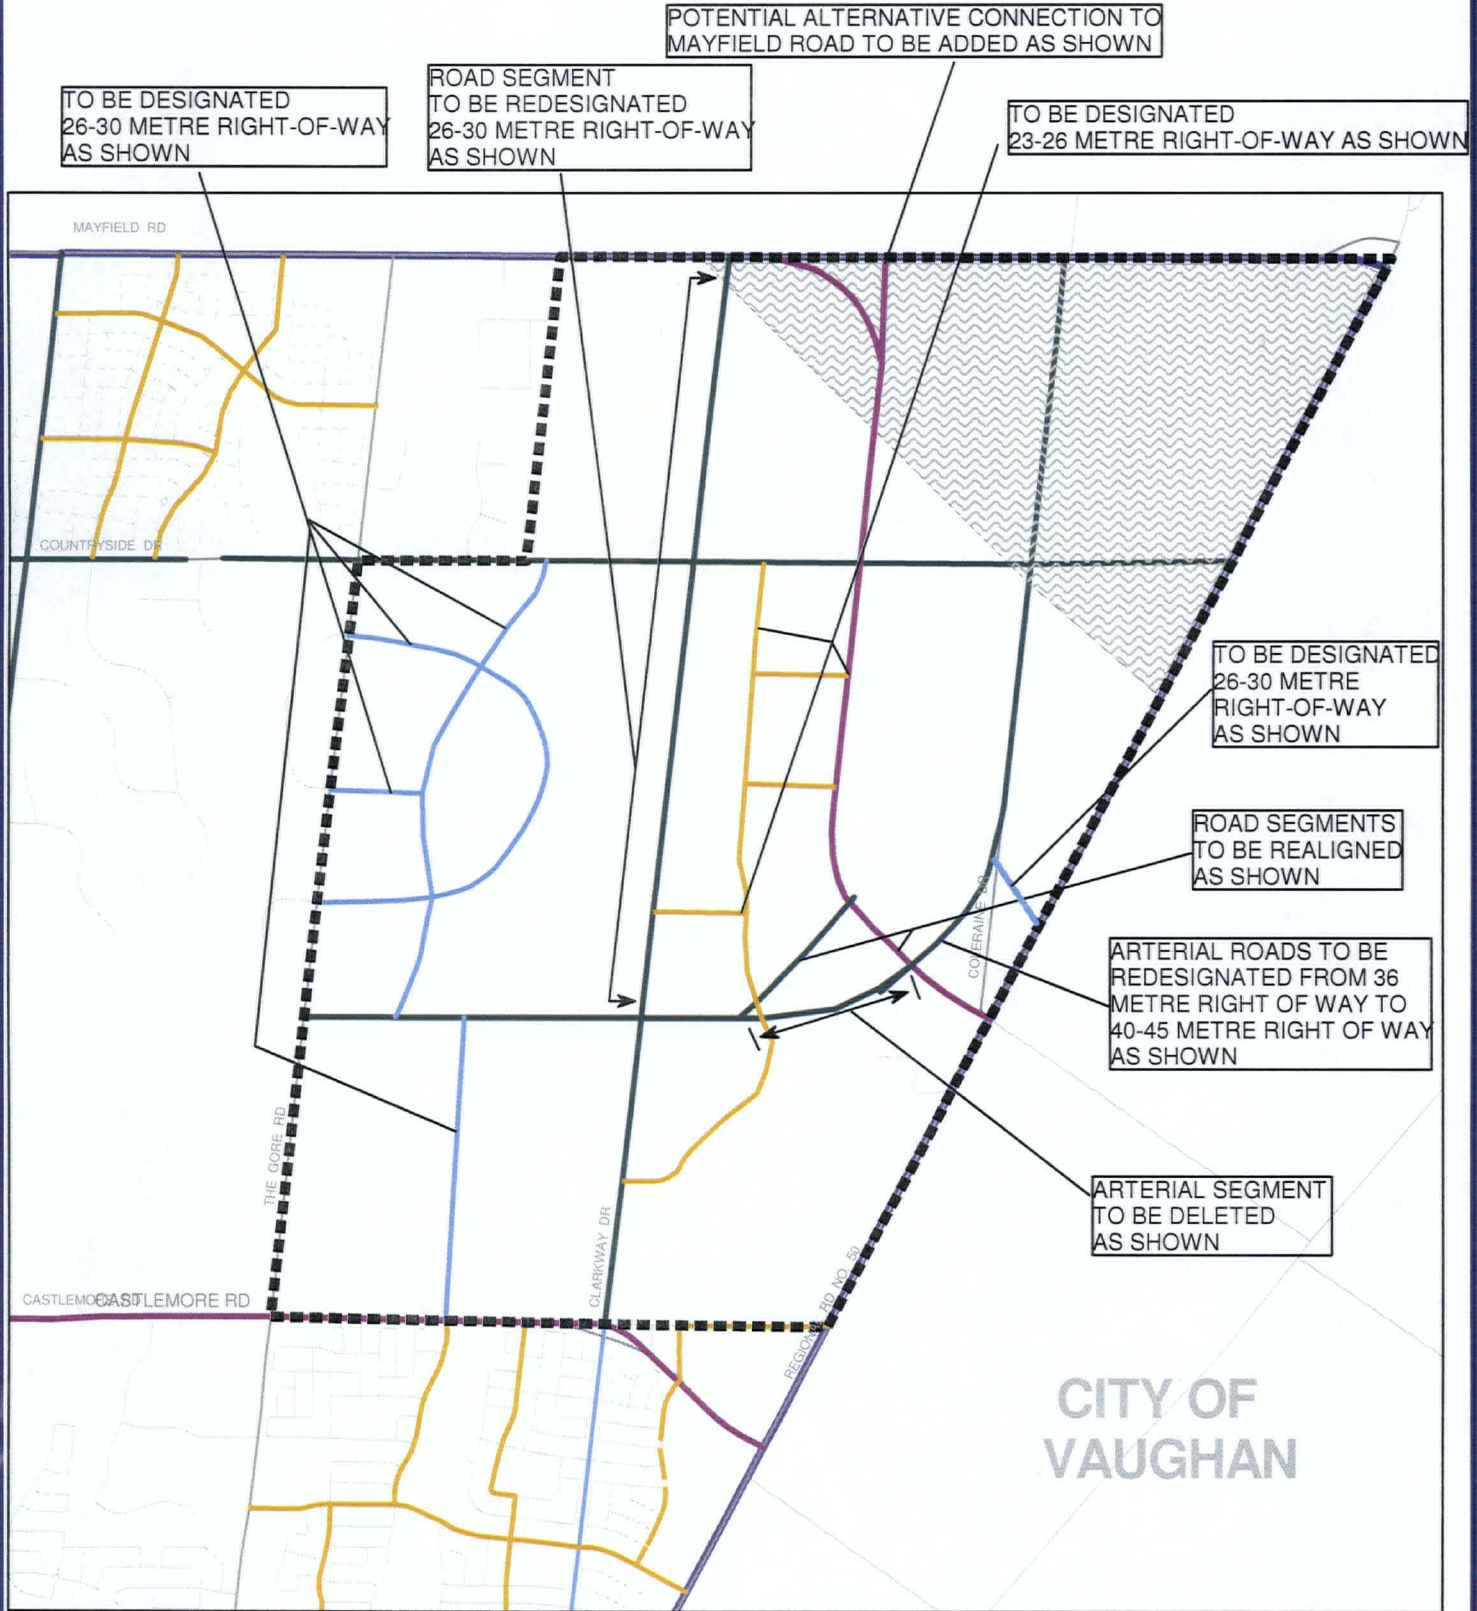 POTENTIAL ALTERNATIVE CONNECTION TO
MAYFIELD ROAD TO BE ADDED AS SHOWN
ROAD SEGMENT
TO BE REDESIGNATED
26-30 METRE RIGHT-OF-WAY
AS SHOWN
TO BE DESIGNATED
26-30 METRE RIGHT-OF-WAY
AS SHOWN
TO BE DESIGNATED
23-26 METRE RIGHT-OF-WAY AS SHOWN
MAYFIELD RD
COUNTRYSIDE DR
TO BE DESIGNATED
26-30 METRE
RIGHT-OF-WAY
AS SHOWN
ROAD SEGMENTS
TO BE REALIGNED
AS SHOWN
COLERAINE DR
ARTERIAL ROADS TO BE
REDESIGNATED FROM 36
METRE RIGHT OF WAY TO
40-45 METRE RIGHT OF WAY
AS SHOWN
THE GORE RD
ARTERIAL SEGMENT
TO BE DELETED
AS SHOWN
CLARKWAY DR
REGIONAL RD NO. 50
CASTLEMORE RD
CASTLEMORE RD
CITY OF
VAUGHAN